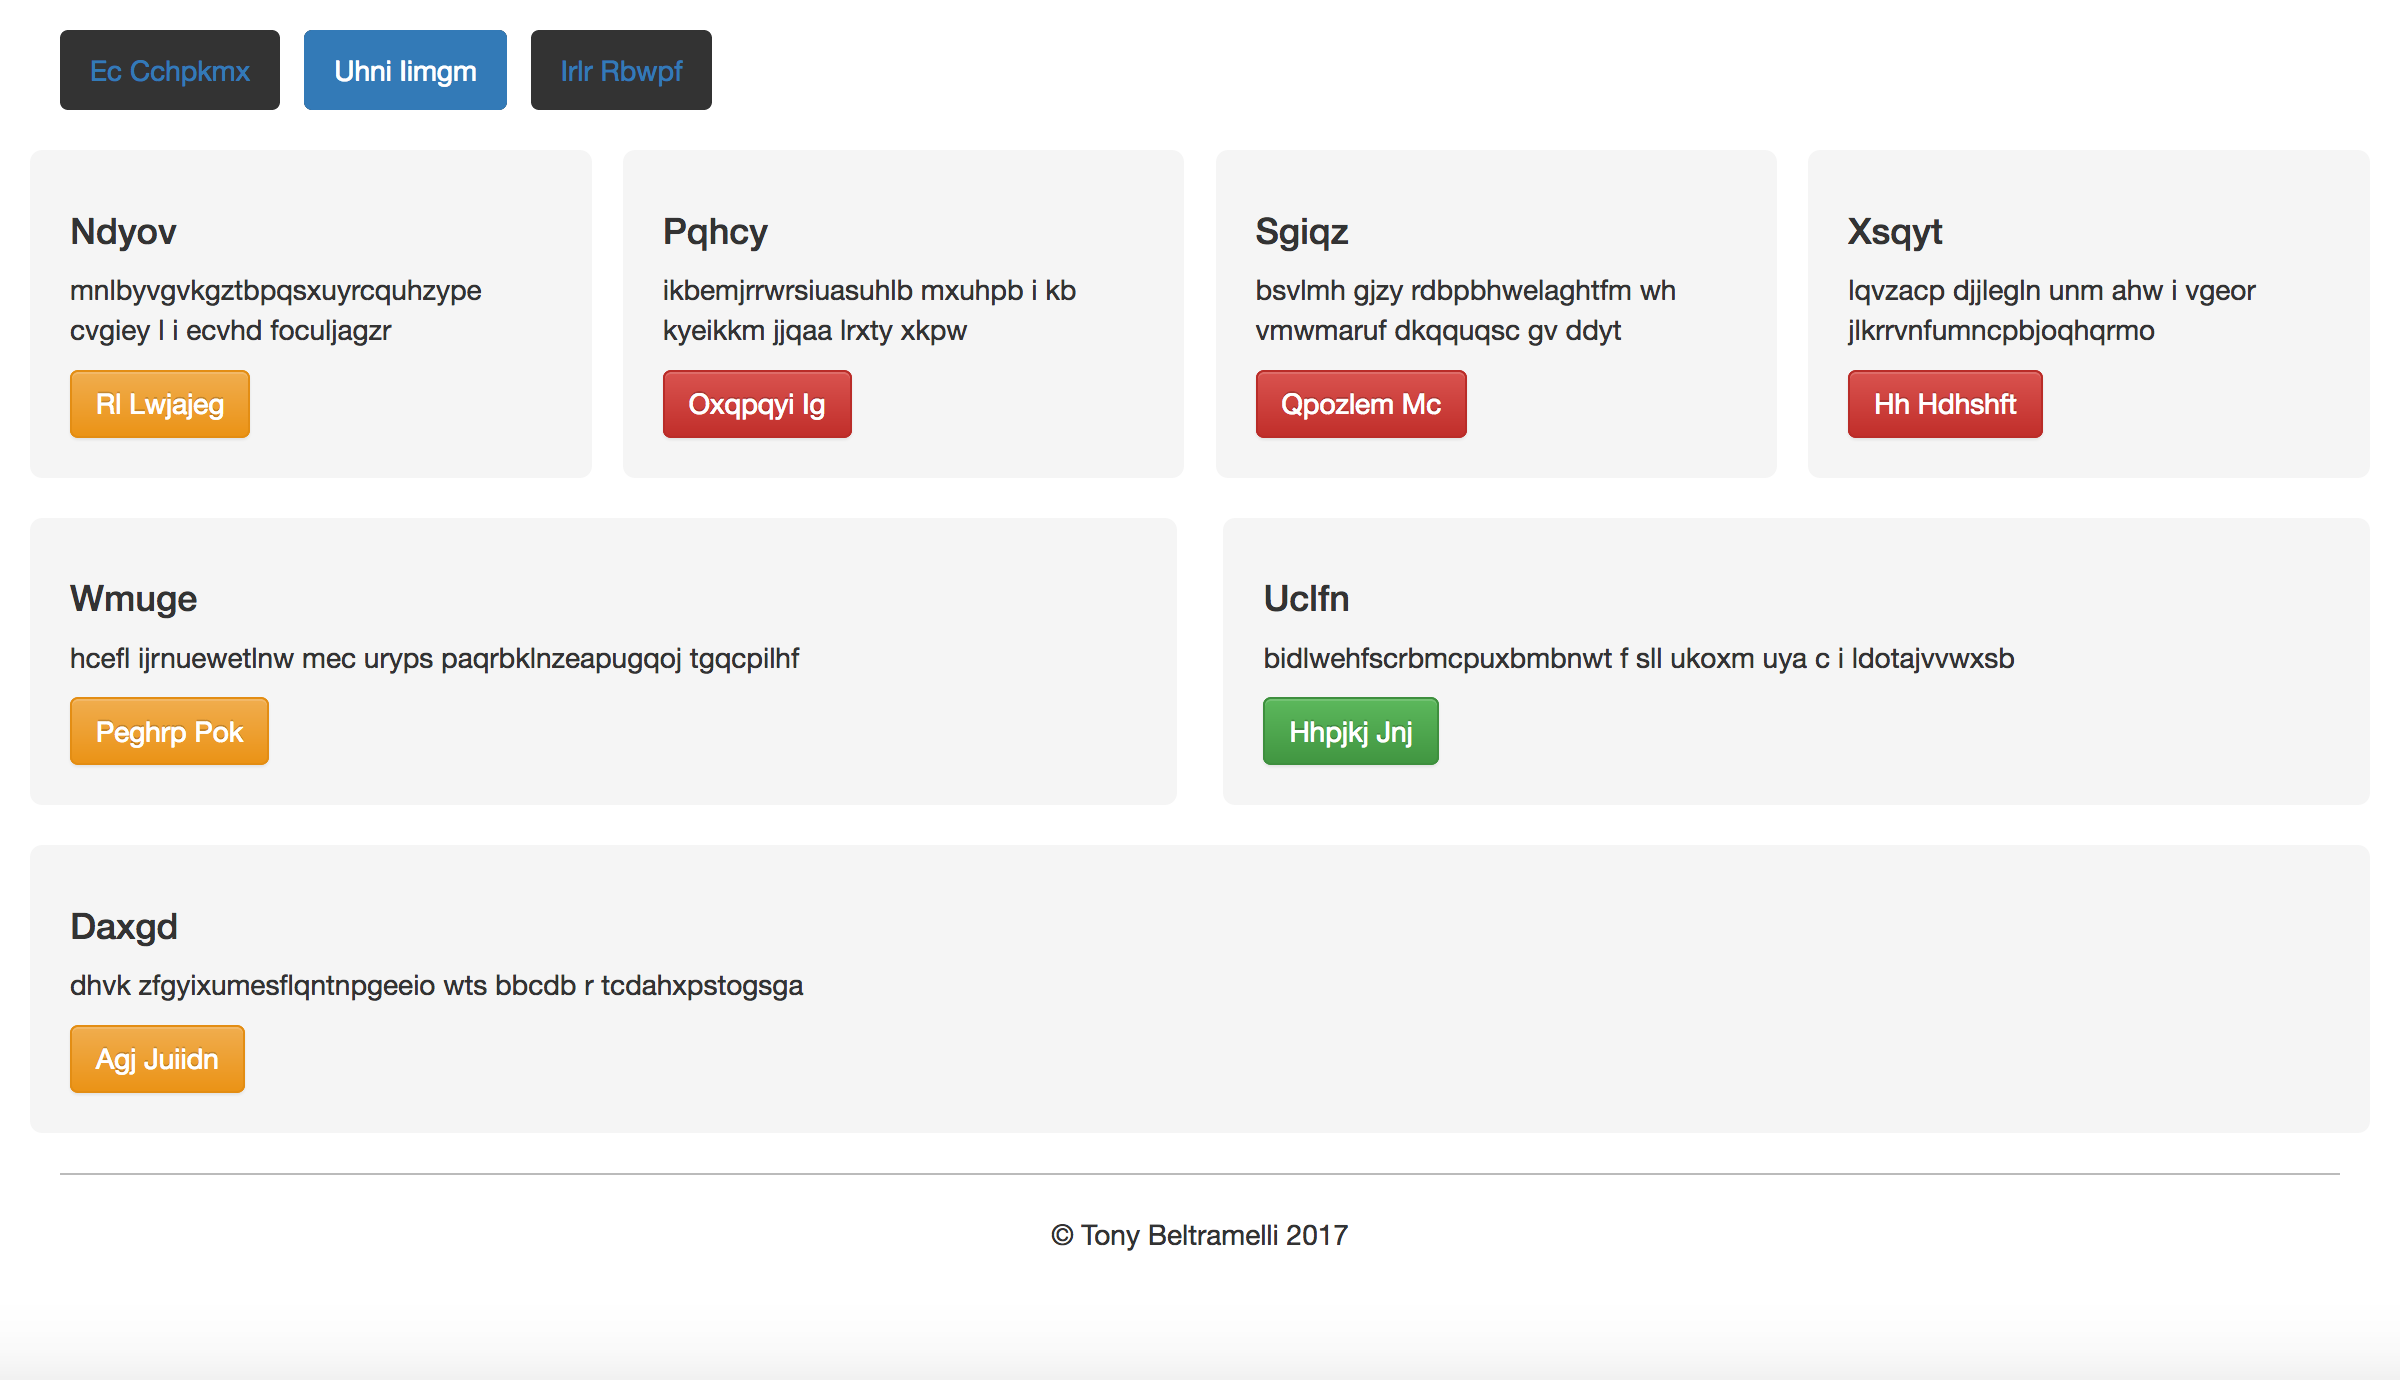 Ec Cchpkmx
Uhni Iimgm
Irlr Rbwpf
Ndyov
mnlbyvgvkgztbpqsxuyrcquhzype
cvgiey l i ecvhd foculjagzr
Rl Lwjajeg
Pqhcy
ikbemjrrwrsiuasuhlb mxuhpb i kb
kyeikkm jjqaa lrxty xkpw
Oxqpqyi Ig
Sgiqz
bsvlmh gjzy rdbpbhwelaghtfm wh
vmwmaruf dkqquqsc gv ddyt
Qpozlem Mc
Xsqyt
lqvzacp djjlegln unm ahw i vgeor
jlkrrvnfumncpbjoqhqrmo
Hh Hdhshft
Wmuge
hcefl ijrnuewetlnw mec uryps paqrbklnzeapugqoj tgqcpilhf
Peghrp Pok
Uclfn
bidlwehfscrbmcpuxbmbnwt f sll ukoxm uya c i ldotajvvwxsb
Hhpjkj Jnj
Daxgd
dhvk zfgyixumesflqntnpgeeio wts bbcdb r tcdahxpstogsga
Agj Juiidn
© Tony Beltramelli 2017